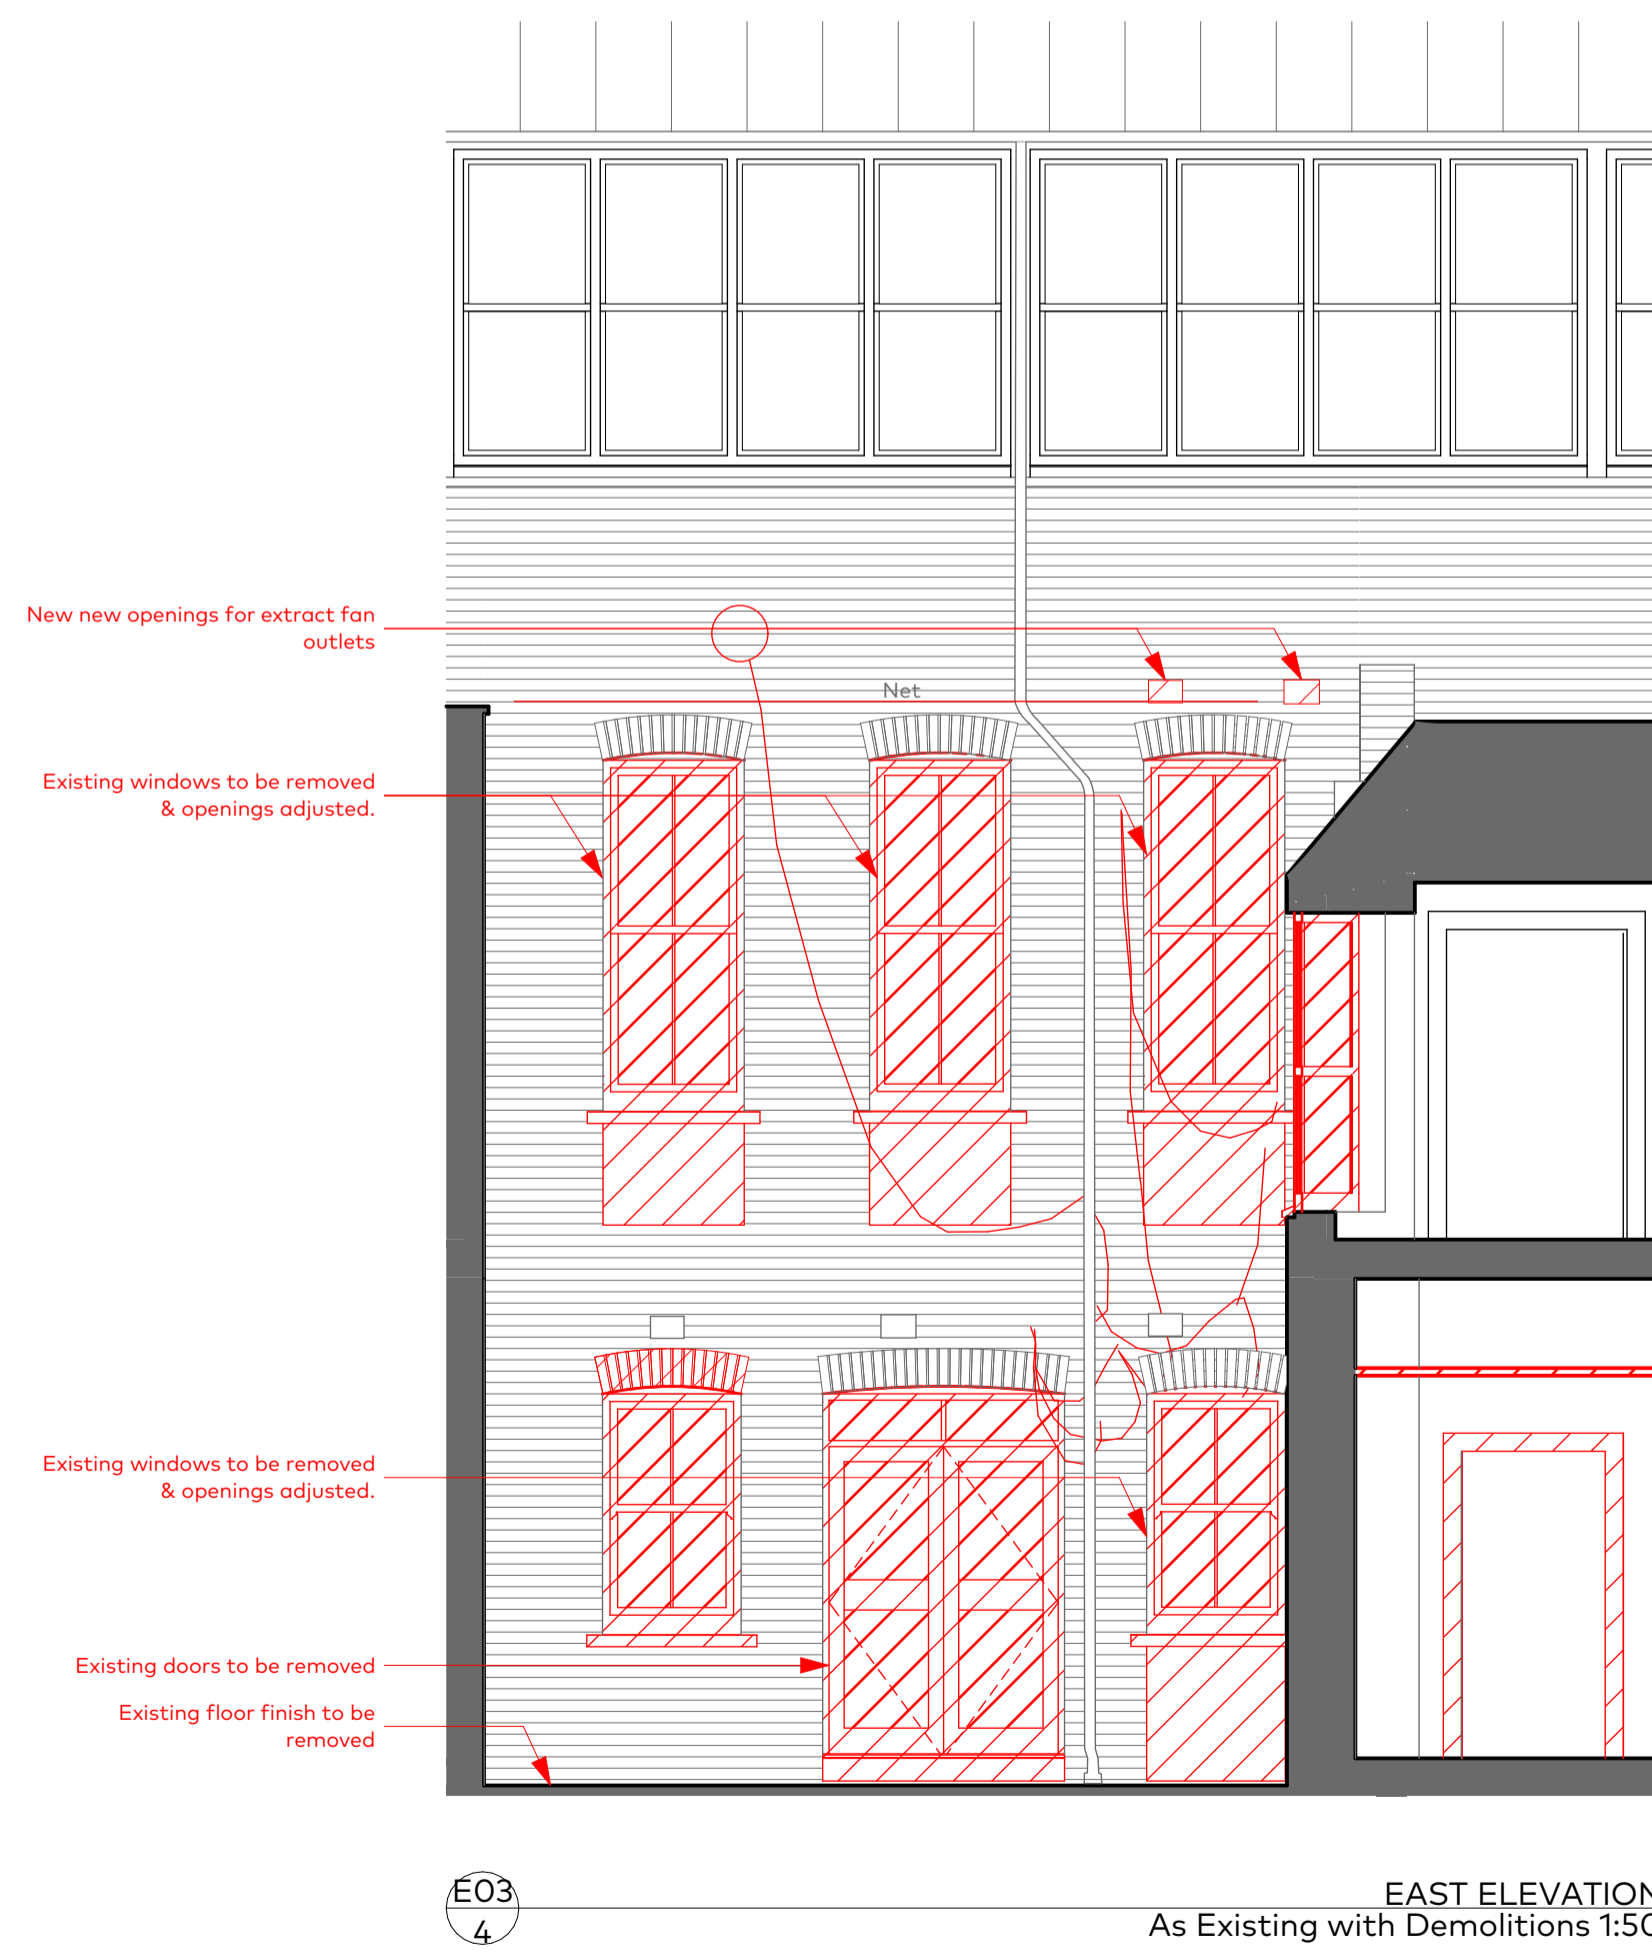 New new openings for extract fan
outlets
Net
Existing windows to be removed
& openings adjusted.
Existing windows to be removed
& openings adjusted.
Existing doors to be removed
Existing floor finish to be
removed
E03
4
EAST ELEVATION
As Existing with Demolitions 1:50